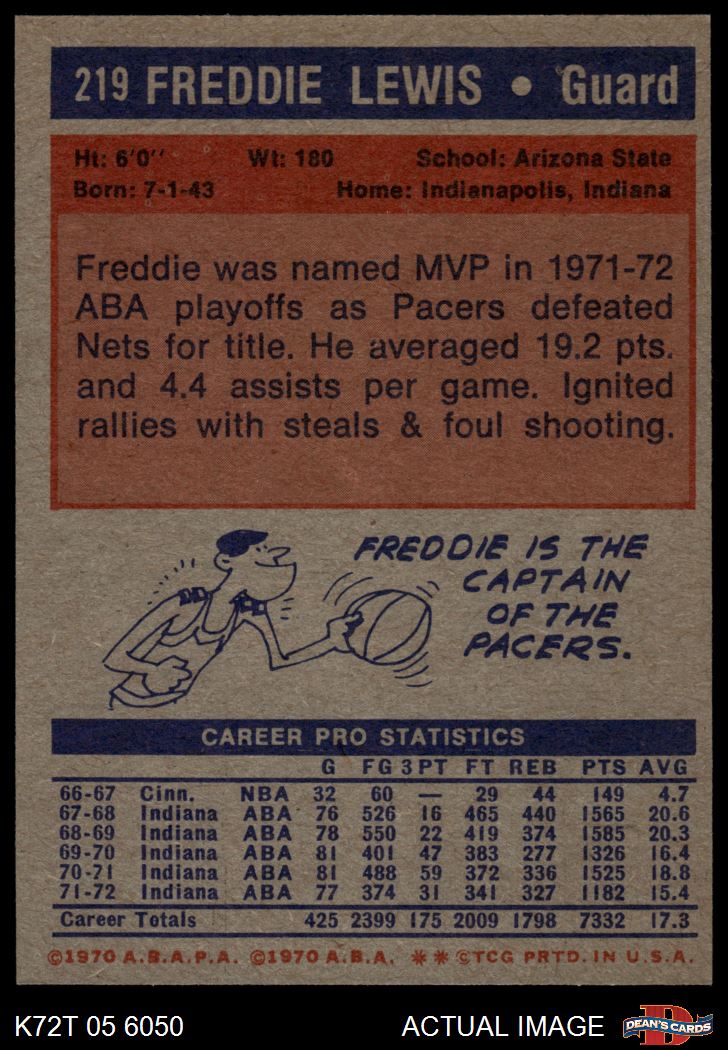 219 FREDDIE LEWIS • Guard
Ht: 6'0'' Wt: 180 School: Arizona State
Born: 7-1-43 Home: Indianapolis, Indiana
Freddie was named MVP in 1971-72
ABA playoffs as Pacers defeated
Nets for title. He averaged 19.2 pts.
and 4.4 assists per game. Ignited
rallies with steals & foul shooting.
FREDDIE IS THE
CAPTAIN
OF THE
PACERS.
CAREER PRO STATISTICS
G FG 3PT FT REB PTS AVG
66-67 Cinn. NBA 32 60 — 29 44 149 4.7
67-68 Indiana ABA 76 526 16 465 440 1565 20.6
68-69 Indiana ABA 78 550 22 419 374 1585 20.3
69-70 Indiana ABA 81 401 47 383 277 1326 16.4
70-71 Indiana ABA 81 488 59 372 336 1525 18.8
71-72 Indiana ABA 77 374 31 341 327 1182 15.4
Career Totals 425 2399 175 2009 1798 7332 17.3
©1970 A.B.A.P.A. ©1970 A.B.A. ** ©TCG PRTD. IN U.S.A.
K72T 05 6050 ACTUAL IMAGE DEAN'S CARDS